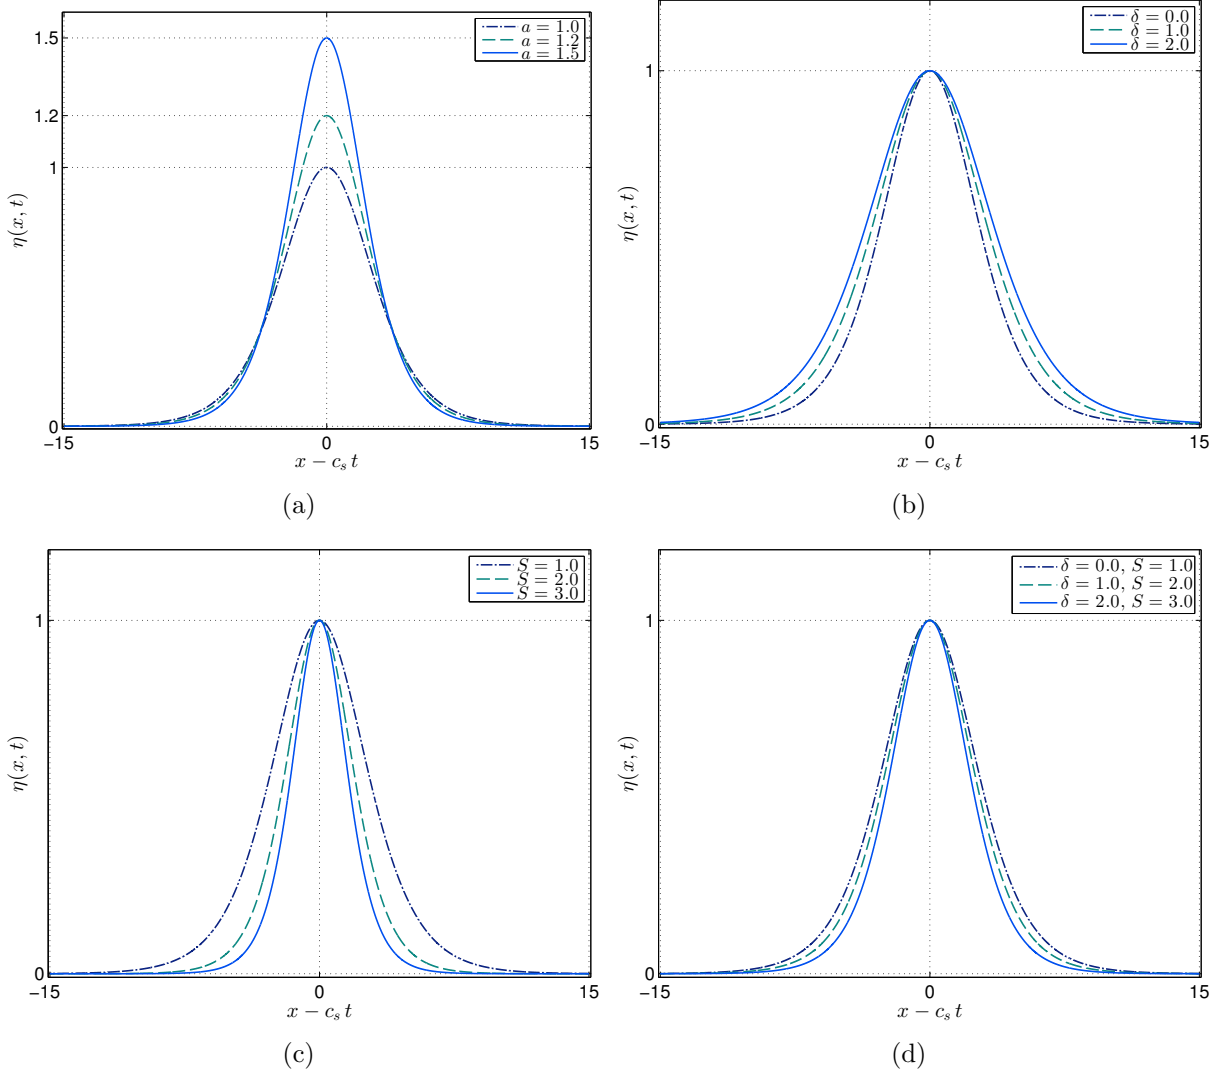 a = 1.0
a = 1.2
a = 1.5
1.5
1.2
1
0
η(x, t)
−15
0
15
x − c_s t
(a)
δ = 0.0
δ = 1.0
δ = 2.0
1
0
η(x, t)
−15
0
15
x − c_s t
(b)
S = 1.0
S = 2.0
S = 3.0
1
0
η(x, t)
−15
0
15
x − c_s t
(c)
δ = 0.0, S = 1.0
δ = 1.0, S = 2.0
δ = 2.0, S = 3.0
1
0
η(x, t)
−15
0
15
x − c_s t
(d)